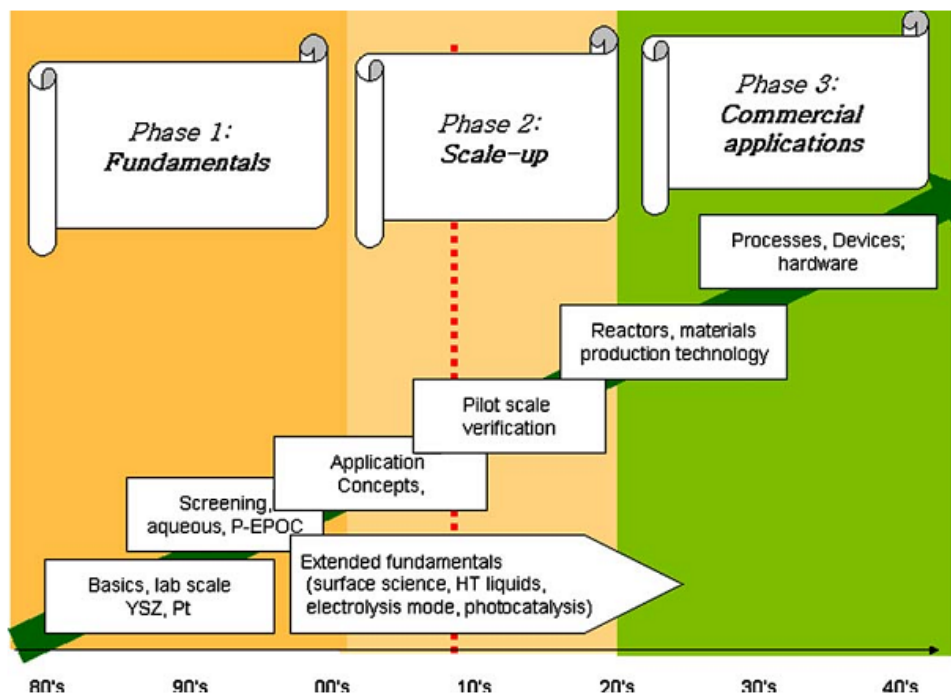 Phase 1:
Fundamentals
Phase 2:
Scale-up
Phase 3:
Commercial
applications
Processes, Devices;
hardware
Reactors, materials
production technology
Pilot scale
verification
Application
Concepts,
Screening,
aqueous, P-EPOC
Basics, lab scale
YSZ, Pt
Extended fundamentals
(surface science, HT liquids,
electrolysis mode, photocatalysis)
80's 90's 00's 10's 20's 30's 40's